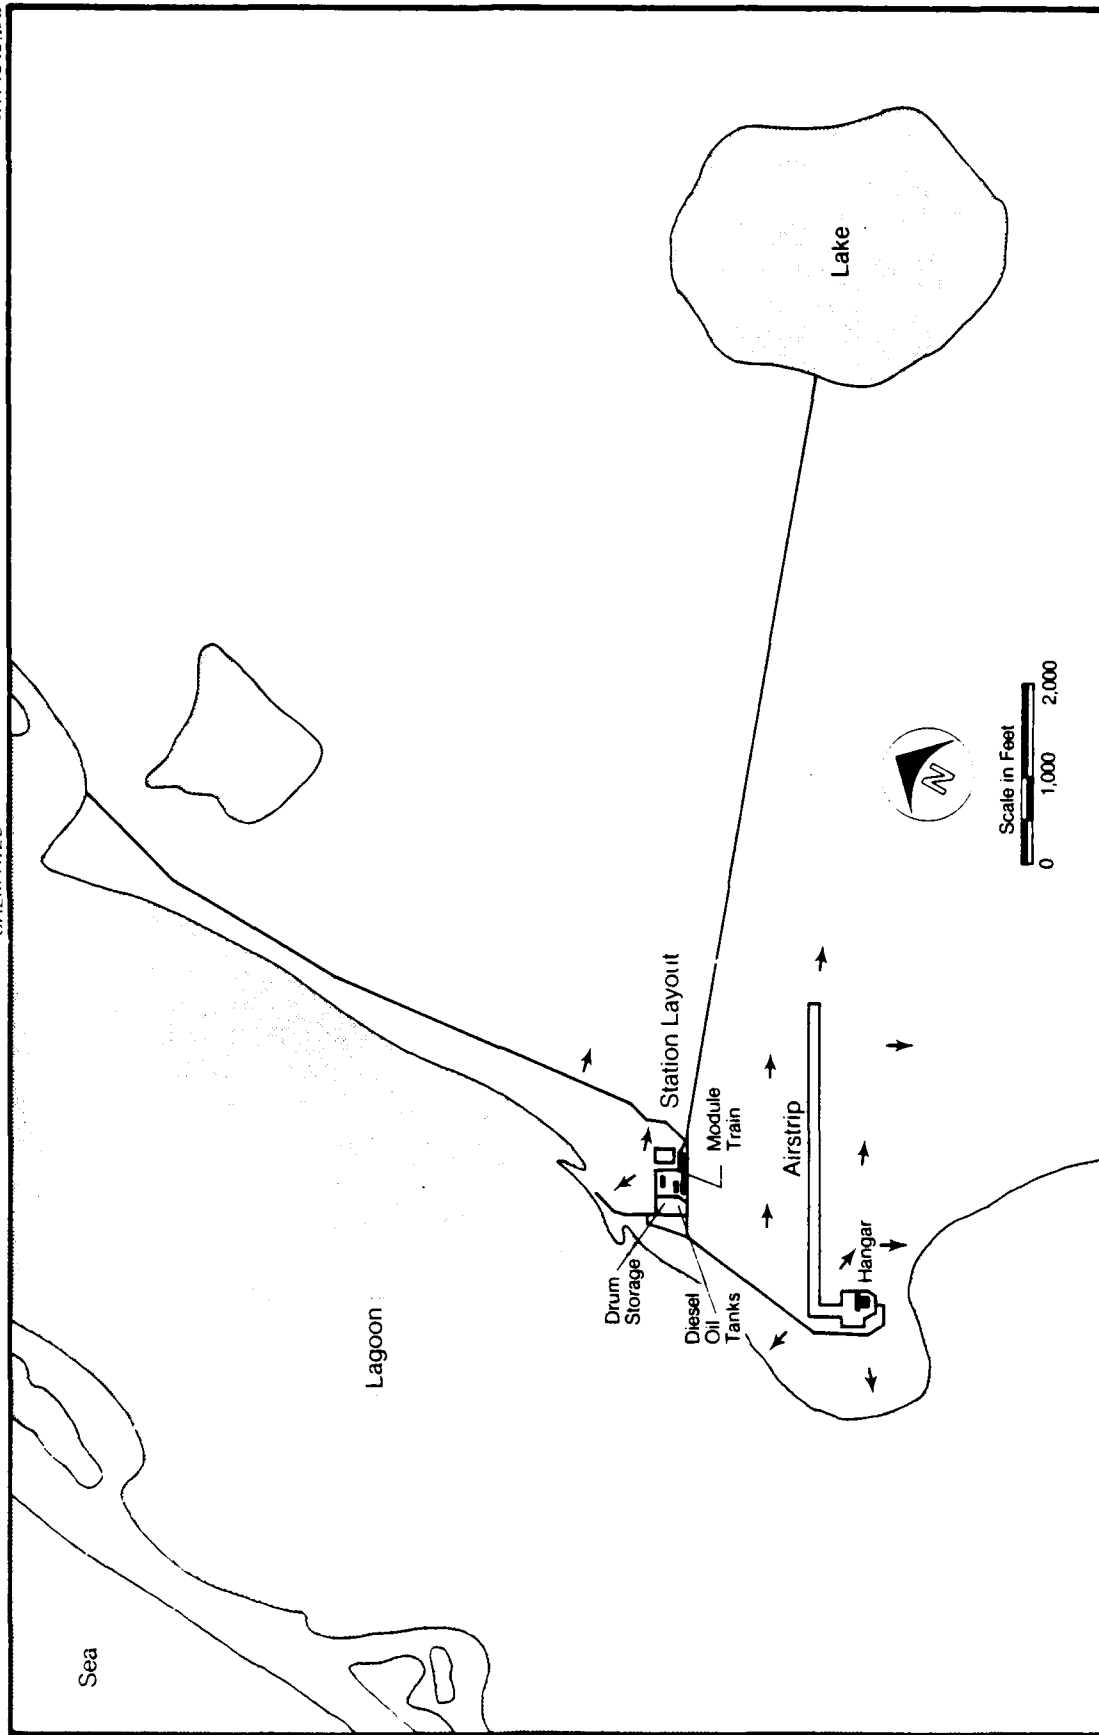 Sea
Lagoon
Lake
Station Layout
Drum
Storage
Diesel
Oil
Tanks
Module
Train
Airstrip
Hangar
N
Scale in Feet
0 1,000 2,000